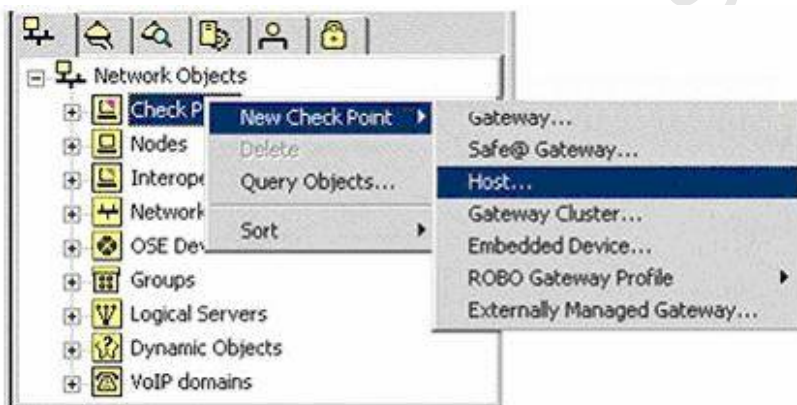 Network Objects
Check P
Nodes
Interope
Network
OSE Dev
Groups
Logical Servers
Dynamic Objects
VoIP domains
New Check Point
Delete
Query Objects...
Sort
Gateway...
Safe@ Gateway...
Host...
Gateway Cluster...
Embedded Device...
ROBO Gateway Profile
Externally Managed Gateway...